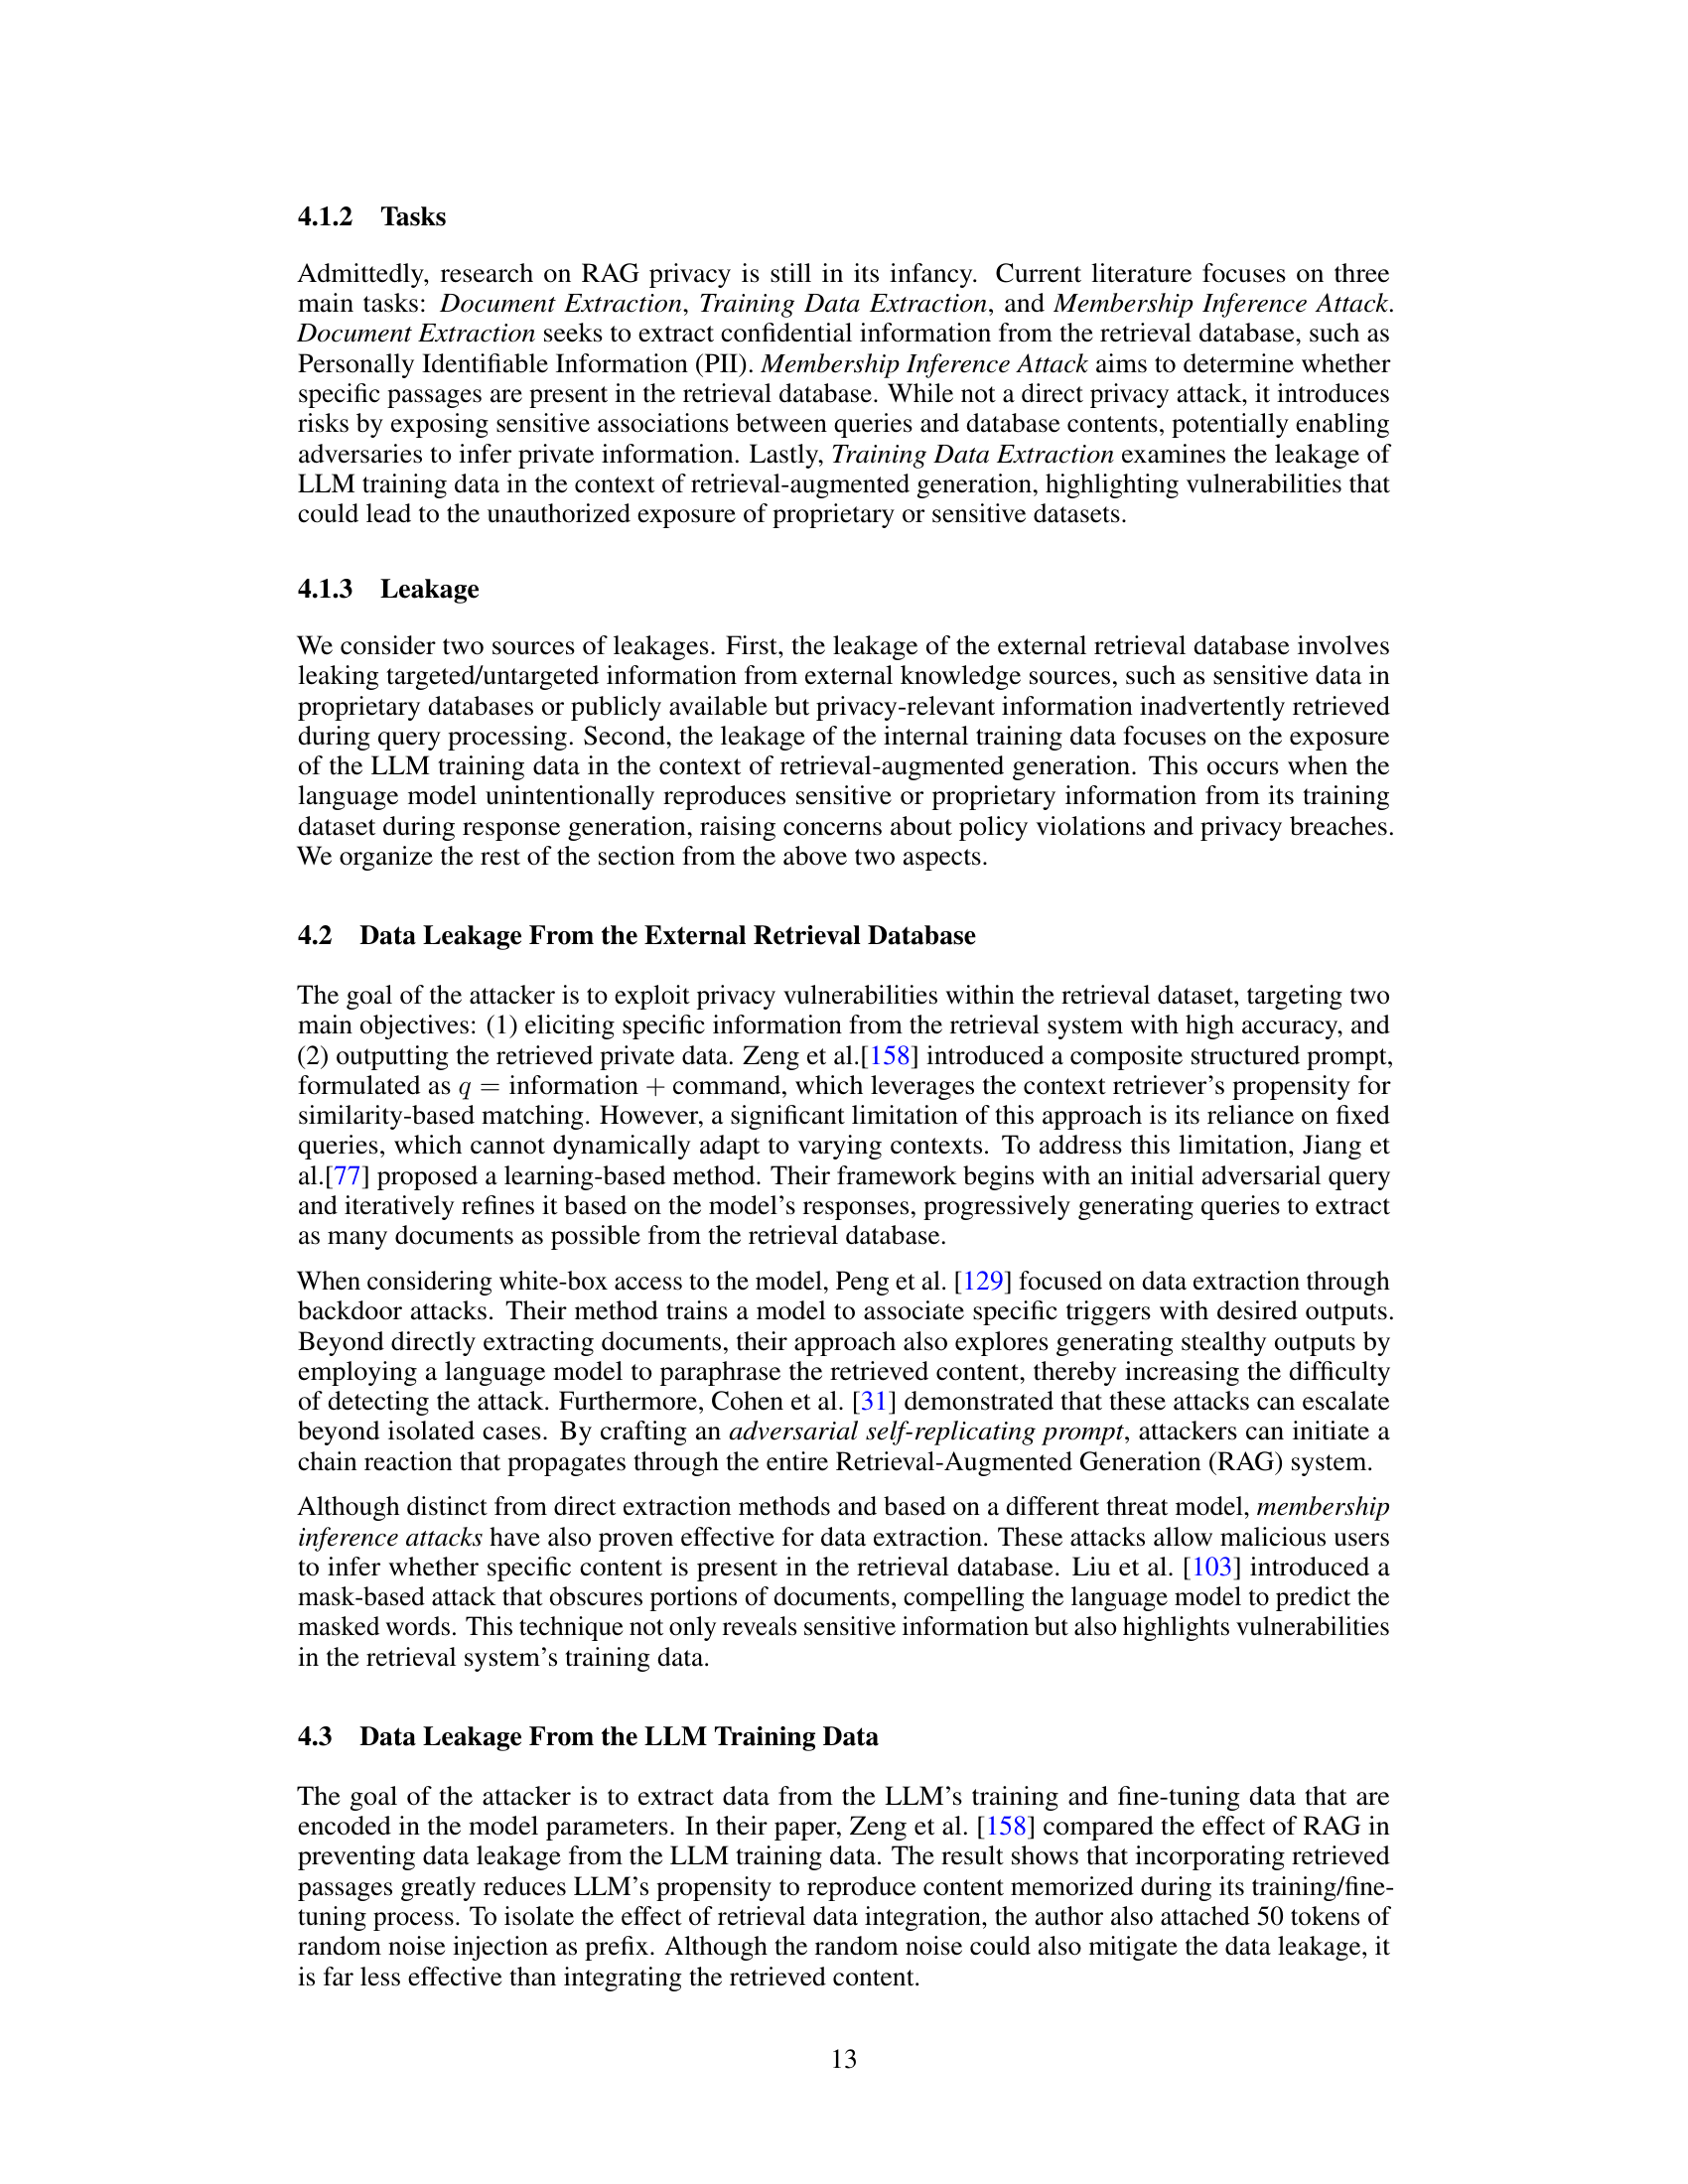 4.1.2 Tasks
Admittedly, research on RAG privacy is still in its infancy. Current literature focuses on three
main tasks: Document Extraction, Training Data Extraction, and Membership Inference Attack.
Document Extraction seeks to extract confidential information from the retrieval database, such as
Personally Identifiable Information (PII). Membership Inference Attack aims to determine whether
specific passages are present in the retrieval database. While not a direct privacy attack, it introduces
risks by exposing sensitive associations between queries and database contents, potentially enabling
adversaries to infer private information. Lastly, Training Data Extraction examines the leakage of
LLM training data in the context of retrieval-augmented generation, highlighting vulnerabilities that
could lead to the unauthorized exposure of proprietary or sensitive datasets.
4.1.3 Leakage
We consider two sources of leakages. First, the leakage of the external retrieval database involves
leaking targeted/untargeted information from external knowledge sources, such as sensitive data in
proprietary databases or publicly available but privacy-relevant information inadvertently retrieved
during query processing. Second, the leakage of the internal training data focuses on the exposure
of the LLM training data in the context of retrieval-augmented generation. This occurs when the
language model unintentionally reproduces sensitive or proprietary information from its training
dataset during response generation, raising concerns about policy violations and privacy breaches.
We organize the rest of the section from the above two aspects.
4.2 Data Leakage From the External Retrieval Database
The goal of the attacker is to exploit privacy vulnerabilities within the retrieval dataset, targeting two
main objectives: (1) eliciting specific information from the retrieval system with high accuracy, and
(2) outputting the retrieved private data. Zeng et al.[158] introduced a composite structured prompt,
formulated as q = information + command, which leverages the context retriever's propensity for
similarity-based matching. However, a significant limitation of this approach is its reliance on fixed
queries, which cannot dynamically adapt to varying contexts. To address this limitation, Jiang et
al.[77] proposed a learning-based method. Their framework begins with an initial adversarial query
and iteratively refines it based on the model's responses, progressively generating queries to extract
as many documents as possible from the retrieval database.
When considering white-box access to the model, Peng et al. [129] focused on data extraction through
backdoor attacks. Their method trains a model to associate specific triggers with desired outputs.
Beyond directly extracting documents, their approach also explores generating stealthy outputs by
employing a language model to paraphrase the retrieved content, thereby increasing the difficulty
of detecting the attack. Furthermore, Cohen et al. [31] demonstrated that these attacks can escalate
beyond isolated cases. By crafting an adversarial self-replicating prompt, attackers can initiate a
chain reaction that propagates through the entire Retrieval-Augmented Generation (RAG) system.
Although distinct from direct extraction methods and based on a different threat model, membership
inference attacks have also proven effective for data extraction. These attacks allow malicious users
to infer whether specific content is present in the retrieval database. Liu et al. [103] introduced a
mask-based attack that obscures portions of documents, compelling the language model to predict the
masked words. This technique not only reveals sensitive information but also highlights vulnerabilities
in the retrieval system's training data.
4.3 Data Leakage From the LLM Training Data
The goal of the attacker is to extract data from the LLM's training and fine-tuning data that are
encoded in the model parameters. In their paper, Zeng et al. [158] compared the effect of RAG in
preventing data leakage from the LLM training data. The result shows that incorporating retrieved
passages greatly reduces LLM's propensity to reproduce content memorized during its training/fine-
tuning process. To isolate the effect of retrieval data integration, the author also attached 50 tokens of
random noise injection as prefix. Although the random noise could also mitigate the data leakage, it
is far less effective than integrating the retrieved content.
13